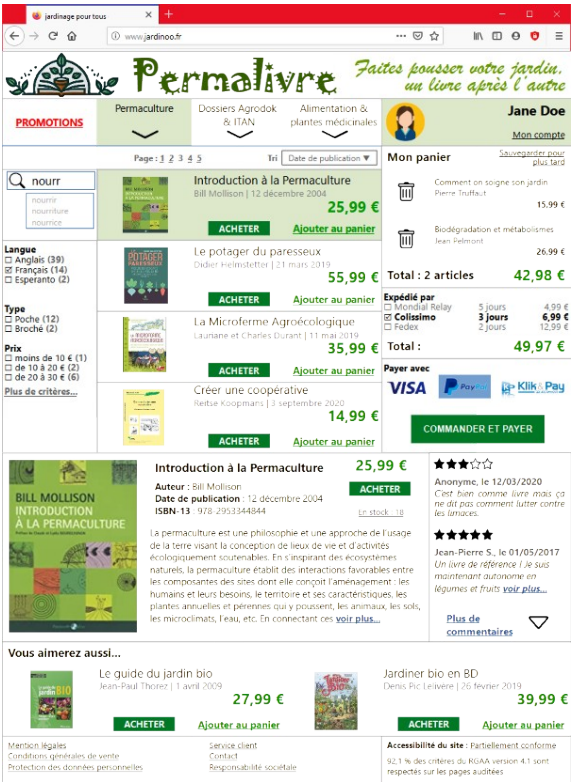 jardinage pour tous
www.jardinoo.fr
Permalivre
Faites pousser votre jardin,
un livre après l'autre
PROMOTIONS
Permaculture
Dossiers Agrodok
& ITAN
Alimentation &
plantes médicinales
Jane Doe
Mon compte
Page : 1 2 3 4 5
Tri Date de publication ▼
nourr
nourrir
nourriture
nourrice
Langue
☐ Anglais (39)
☑ Français (14)
☐ Esperanto (2)
Type
☐ Poche (12)
☐ Broché (2)
Prix
☐ moins de 10 € (1)
☐ de 10 à 20 € (2)
☐ de 20 à 30 € (6)
Plus de critères...
Introduction à la Permaculture
Bill Mollison | 12 décembre 2004
25,99 €
ACHETER Ajouter au panier
POTAGER
PARESSEUX
Le potager du paresseux
Didier Helmstetter | 21 mars 2019
55,99 €
ACHETER Ajouter au panier
La Microferme Agroécologique
Lauriane et Charles Durant | 11 mai 2019
35,99 €
ACHETER Ajouter au panier
Créer une coopérative
Reitse Koopmans | 3 septembre 2020
14,99 €
ACHETER Ajouter au panier
Mon panier
Sauvegarder pour
plus tard
Comment on soigne son jardin
Pierre Truffaut
15.99 €
Biodégradation et métabolismes
Jean Pelmont
26.99 €
Total : 2 articles 42,98 €
Expédié par
☐ Mondial Relay 5 jours 4,99 €
☑ Colissimo 3 jours 6,99 €
☐ Fedex 2 jours 12,99 €
Total : 49,97 €
Payer avec
VISA PayPal Klik & Pay
COMMANDER ET PAYER
BILL MOLLISON
INTRODUCTION
À LA PERMACULTURE
Introduction à la Permaculture
25,99 €
Auteur : Bill Mollison
Date de publication : 12 décembre 2004
ISBN-13 : 978-2953344844
ACHETER
En stock : 18
La permaculture est une philosophie et une approche de l'usage
de la terre visant la conception de lieux de vie et d'activités
écologiquement soutenables. En s'inspirant des écosystèmes
naturels, la permaculture établit des interactions favorables entre
les composantes des sites dont elle conçoit l'aménagement : les
humains et leurs besoins, le territoire et ses caractéristiques, les
plantes annuelles et pérennes qui y poussent, les animaux, les sols,
les microclimats, l'eau, etc. En connectant ces voir plus...
★★★☆☆
Anonyme, le 12/03/2020
C'est bien comme livre mais ça
ne dit pas comment lutter contre
les limaces.
★★★★★
Jean-Pierre S., le 01/05/2017
Un livre de référence ! Je suis
maintenant autonome en
légumes et fruits voir plus...
Plus de
commentaires
Vous aimerez aussi...
jardin
BIO
Le guide du jardin bio
Jean-Paul Thorez | 1 avril 2009
27,99 €
ACHETER Ajouter au panier
Jardiner
bio
Jardiner bio en BD
Denis Pic Lelivère | 26 février 2019
39,99 €
ACHETER Ajouter au panier
Mention légales
Conditions générales de vente
Protection des données personnelles
Service client
Contact
Responsabilité sociétale
Accessibilité du site : Partiellement conforme
92,1 % des critères du RGAA version 4.1 sont
respectés sur les pages auditées